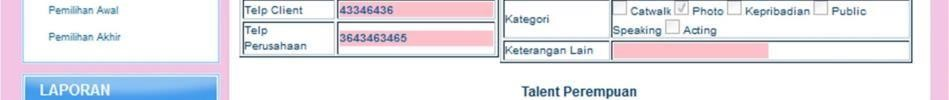 Pemilihan Awal
Pemilihan Akhir
LAPORAN
Telp Client 43346436
Telp
Perusahaan 3643463465
Kategori
Catwalk Photo Kepribadian Public
Speaking Acting
Keterangan Lain
Talent Perempuan